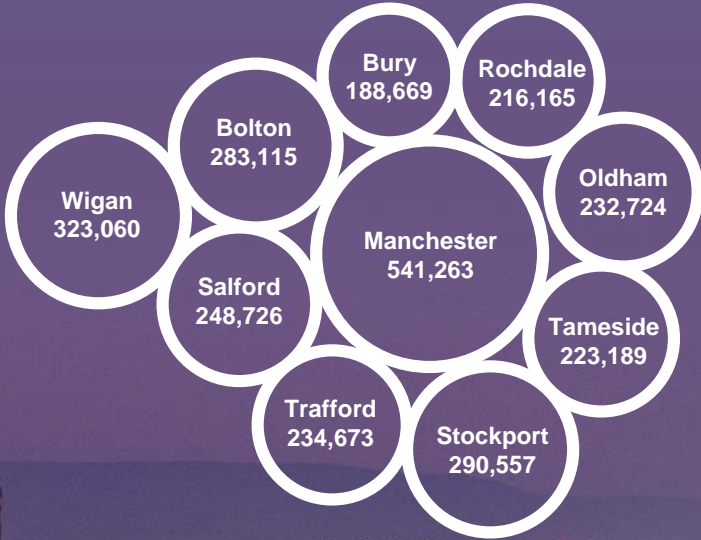 Bury
188,669
Rochdale
216,165
Bolton
283,115
Oldham
232,724
Wigan
323,060
Manchester
541,263
Salford
248,726
Tameside
223,189
Trafford
234,673
Stockport
290,557